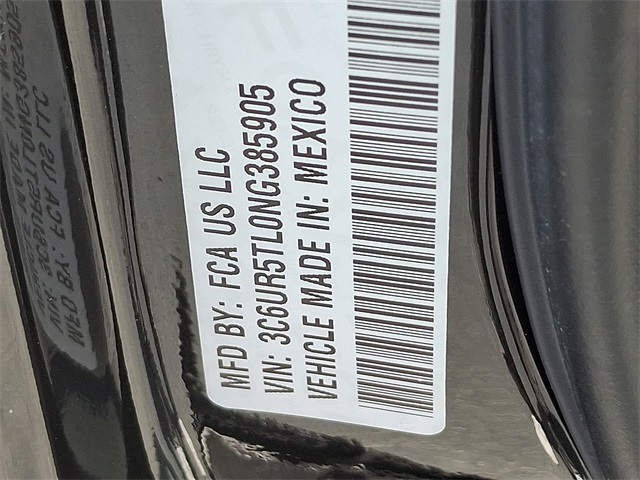 MFD BY: FCA US LLC
VIN: 3C6UR5TL0NG385905
VEHICLE MADE IN: MEXICO